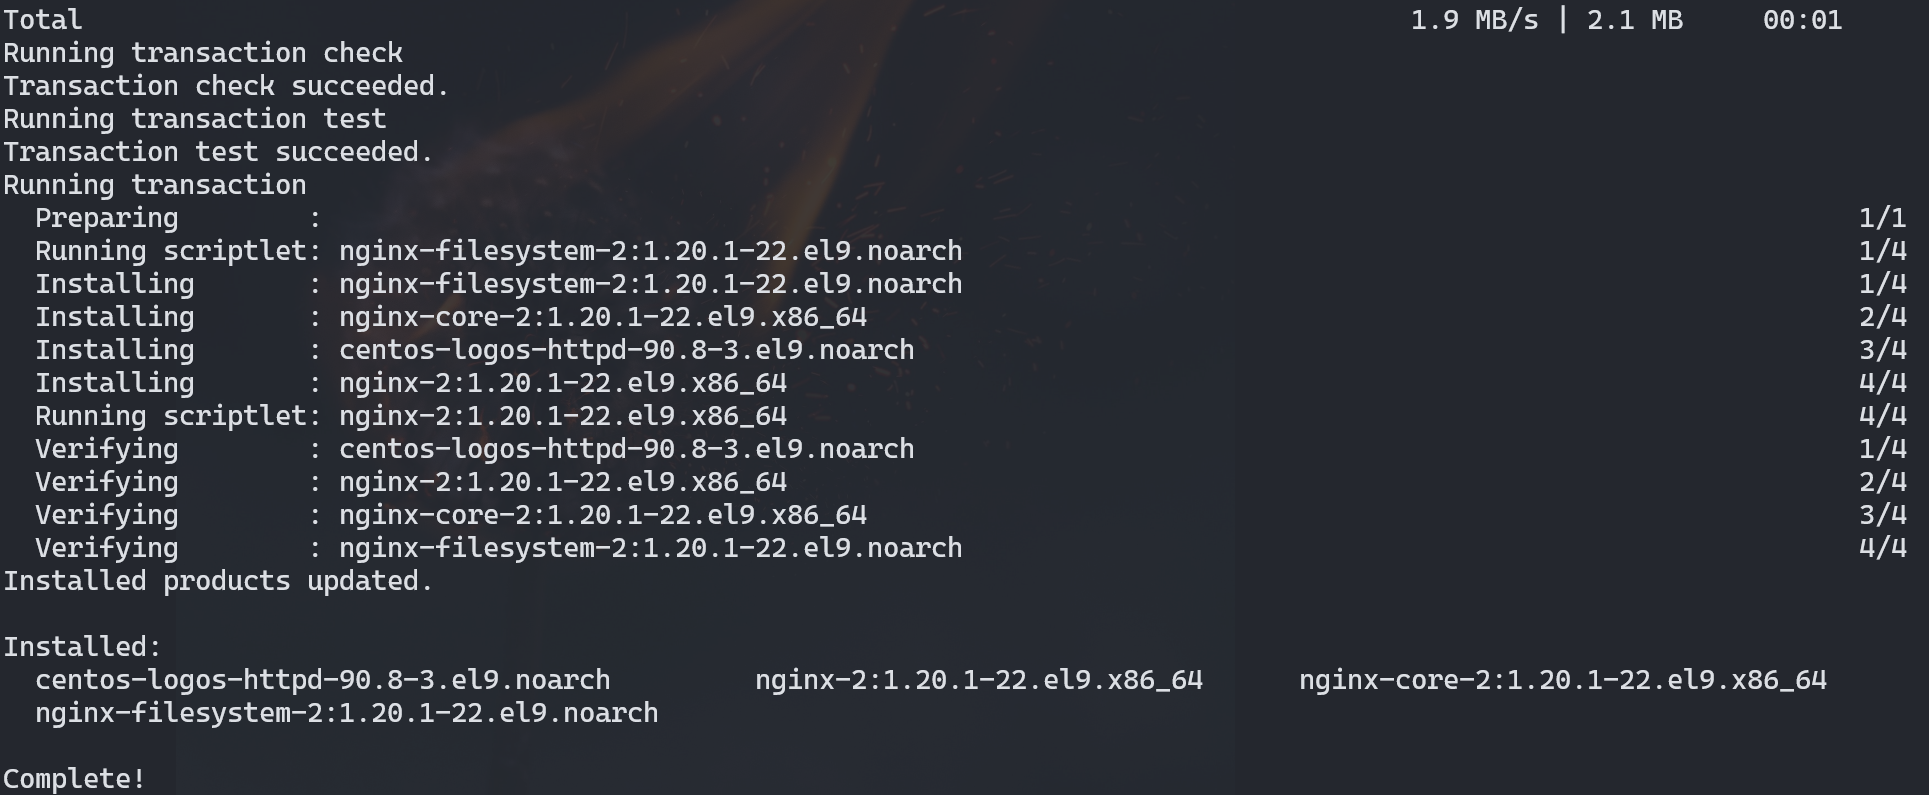 Total 1.9 MB/s | 2.1 MB 00:01
Running transaction check
Transaction check succeeded.
Running transaction test
Transaction test succeeded.
Running transaction
Preparing : 1/1
Running scriptlet: nginx-filesystem-2:1.20.1-22.el9.noarch 1/4
Installing : nginx-filesystem-2:1.20.1-22.el9.noarch 1/4
Installing : nginx-core-2:1.20.1-22.el9.x86_64 2/4
Installing : centos-logos-httpd-90.8-3.el9.noarch 3/4
Installing : nginx-2:1.20.1-22.el9.x86_64 4/4
Running scriptlet: nginx-2:1.20.1-22.el9.x86_64 4/4
Verifying : centos-logos-httpd-90.8-3.el9.noarch 1/4
Verifying : nginx-2:1.20.1-22.el9.x86_64 2/4
Verifying : nginx-core-2:1.20.1-22.el9.x86_64 3/4
Verifying : nginx-filesystem-2:1.20.1-22.el9.noarch 4/4
Installed products updated.
Installed:
centos-logos-httpd-90.8-3.el9.noarch nginx-2:1.20.1-22.el9.x86_64 nginx-core-2:1.20.1-22.el9.x86_64
nginx-filesystem-2:1.20.1-22.el9.noarch
Complete!